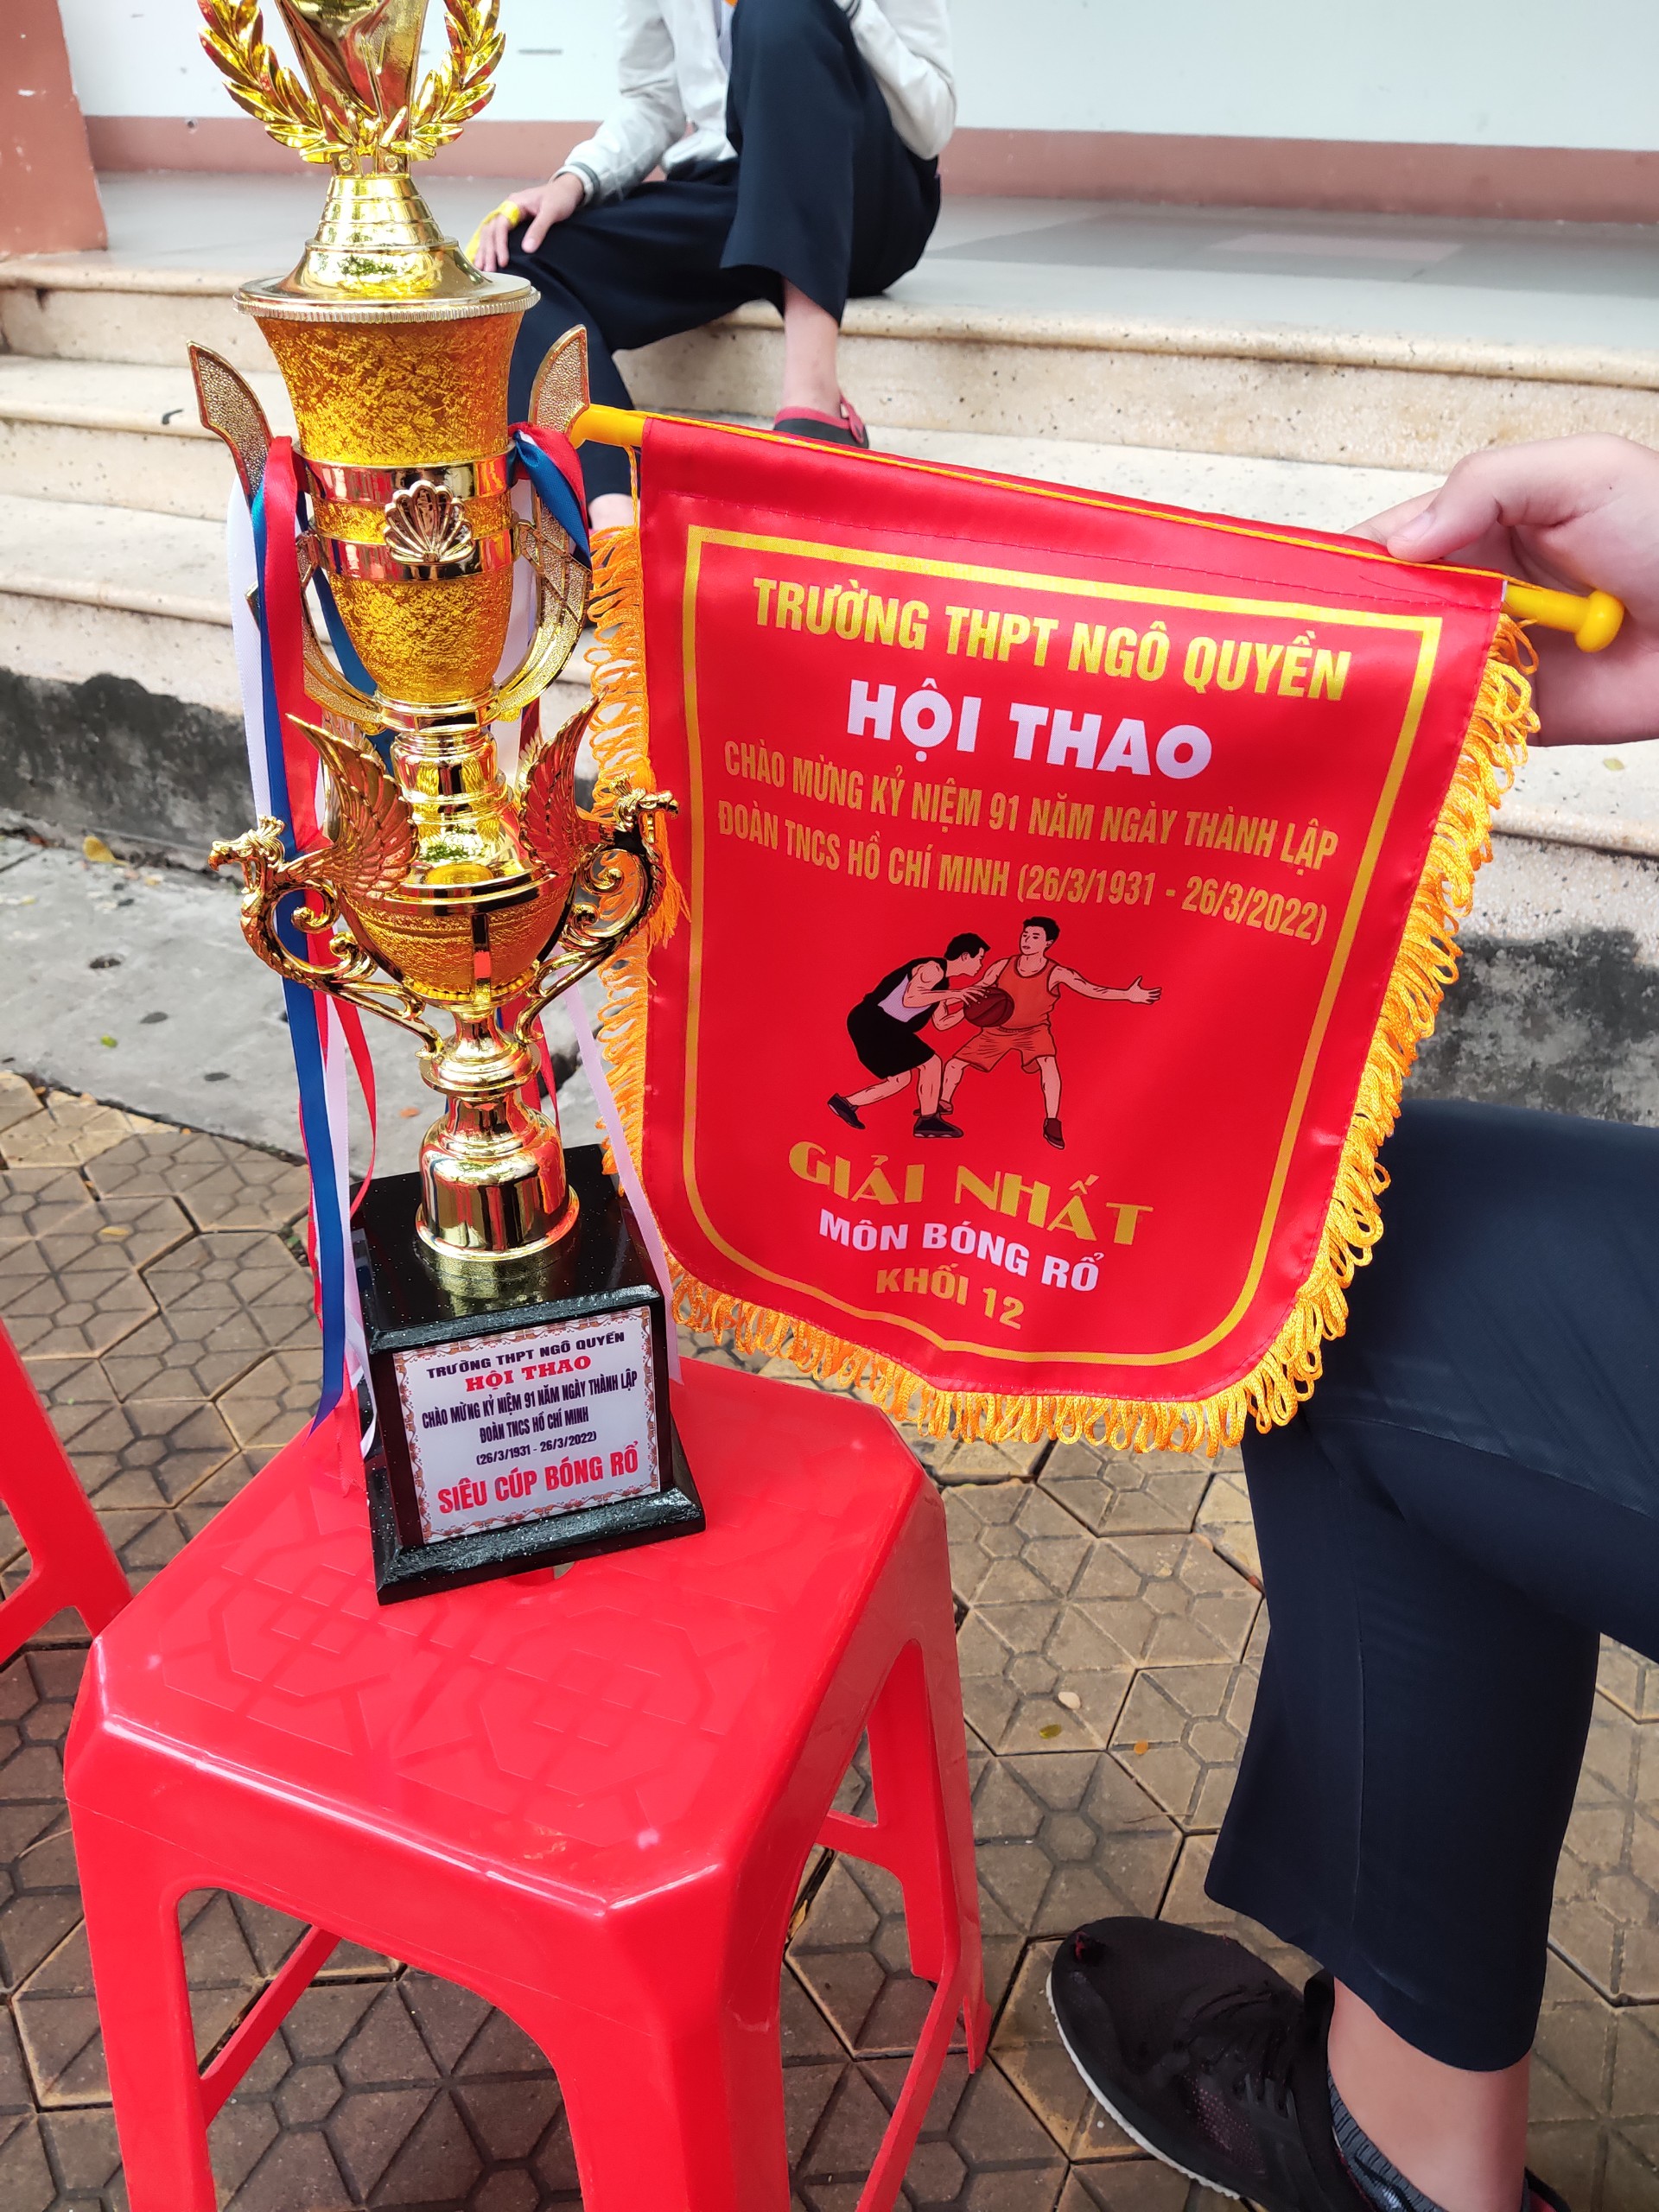 TRƯỜNG THPT NGÔ QUYỀN
HỘI THAO
CHÀO MỪNG KỶ NIỆM 91 NĂM NGÀY THÀNH LẬP
ĐOÀN TNCS HỒ CHÍ MINH (26/3/1931 - 26/3/2022)
GIẢI NHẤT
MÔN BÓNG RỔ
KHỐI 12
TRƯỜNG THPT NGÔ QUYỀN
HỘI THAO
CHÀO MỪNG KỶ NIỆM 91 NĂM NGÀY THÀNH LẬP
ĐOÀN TNCS HỒ CHÍ MINH
(26/3/1931 - 26/3/2022)
SIÊU CÚP BÓNG RỔ